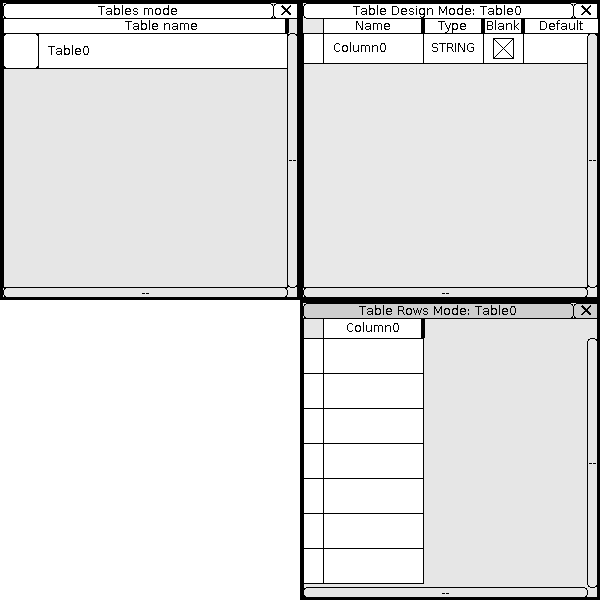 Tables mode
Table name
Table0
Table Design Mode: Table0
Name Type Blank Default
Column0 STRING
Table Rows Mode: Table0
Column0